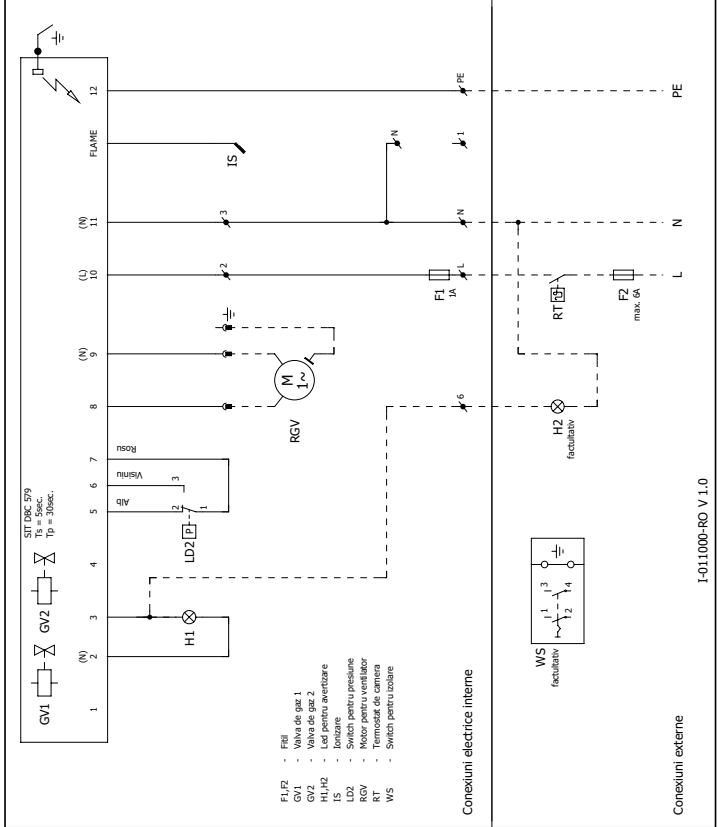 SIT DBC 579
Ts = 5sec.
Tp = 30sec.
GV1
GV2
1
(N) 2
3
4
5
6
7
8
(N) 9
(L) 10
(N) 11
FLAME
12
Alb
Visiniu
Rosu
H1
LD2
P
2
3
1
RGV
M
1~
2
3
IS
N
F1
1A
6
L
N
1
PE
F1,F2 - Fitil
GV1 - Valva de gaz 1
GV2 - Valva de gaz 2
H1,H2 - Led pentru avertizare
IS - Ionizare
LD2 - Switch pentru presiune
RGV - Motor pentru ventilator
RT - Termostat de camera
WS - Switch pentru izolare
Conexiuni electrice interne
WS
factultativ
1
3
2
4
H2
factultativ
RT
F2
max. 6A
L
N
PE
Conexiuni externe
I-011000-RO V 1.0